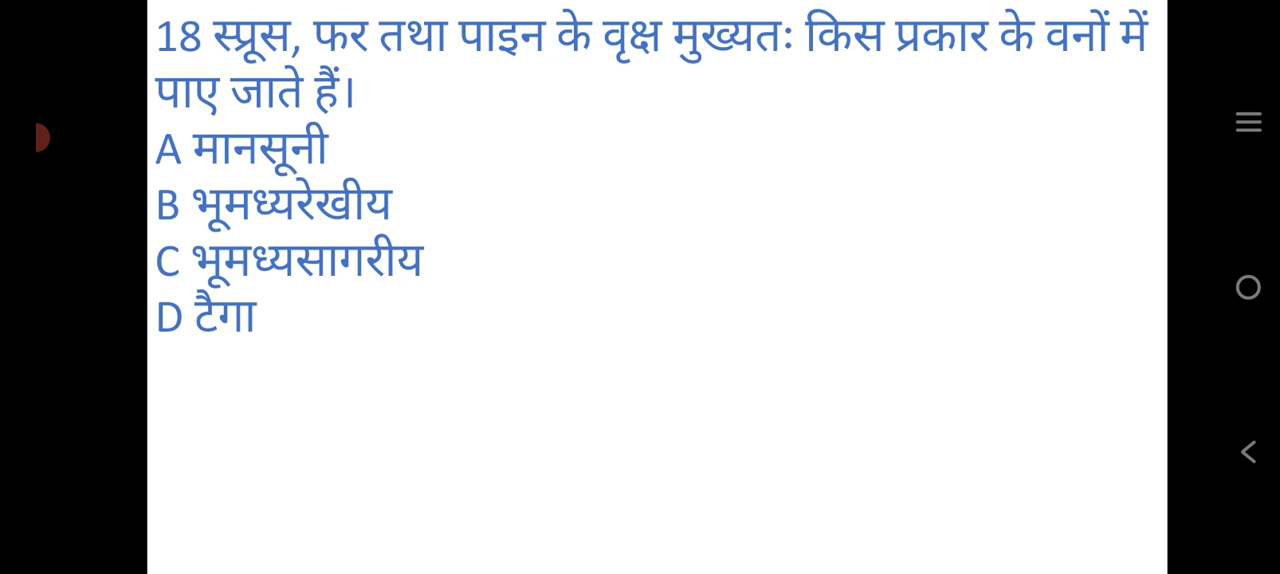 18 स्प्रूस, फर तथा पाइन के वृक्ष मुख्यतः किस प्रकार के वनों में
पाए जाते हैं।
A मानसूनी
B भूमध्यरेखीय
C भूमध्यसागरीय
D टैगा